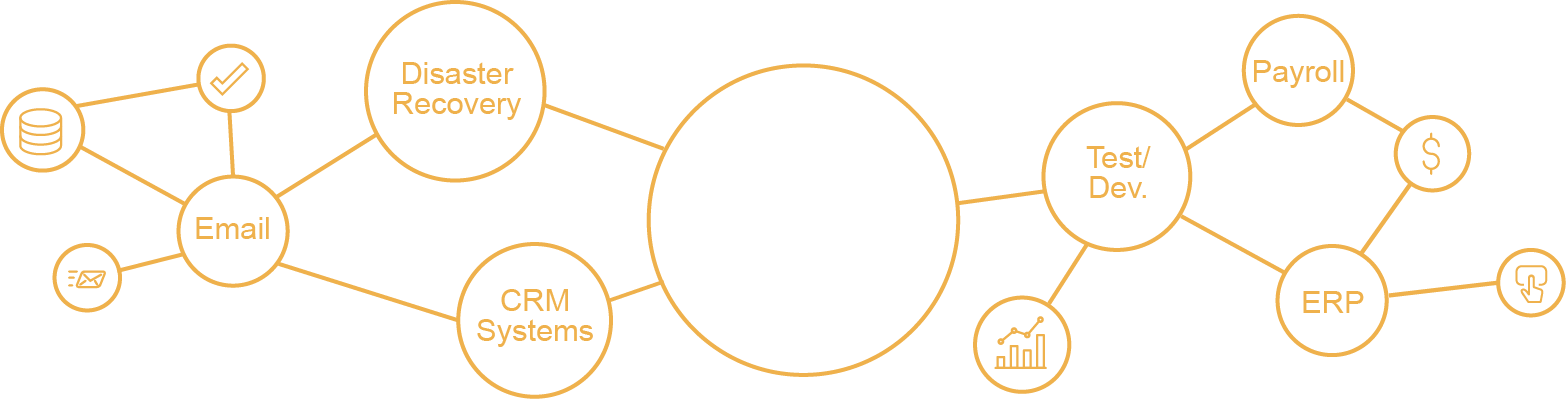 Disaster
Recovery
Email
CRM
Systems
Test/
Dev.
Payroll
$
ERP